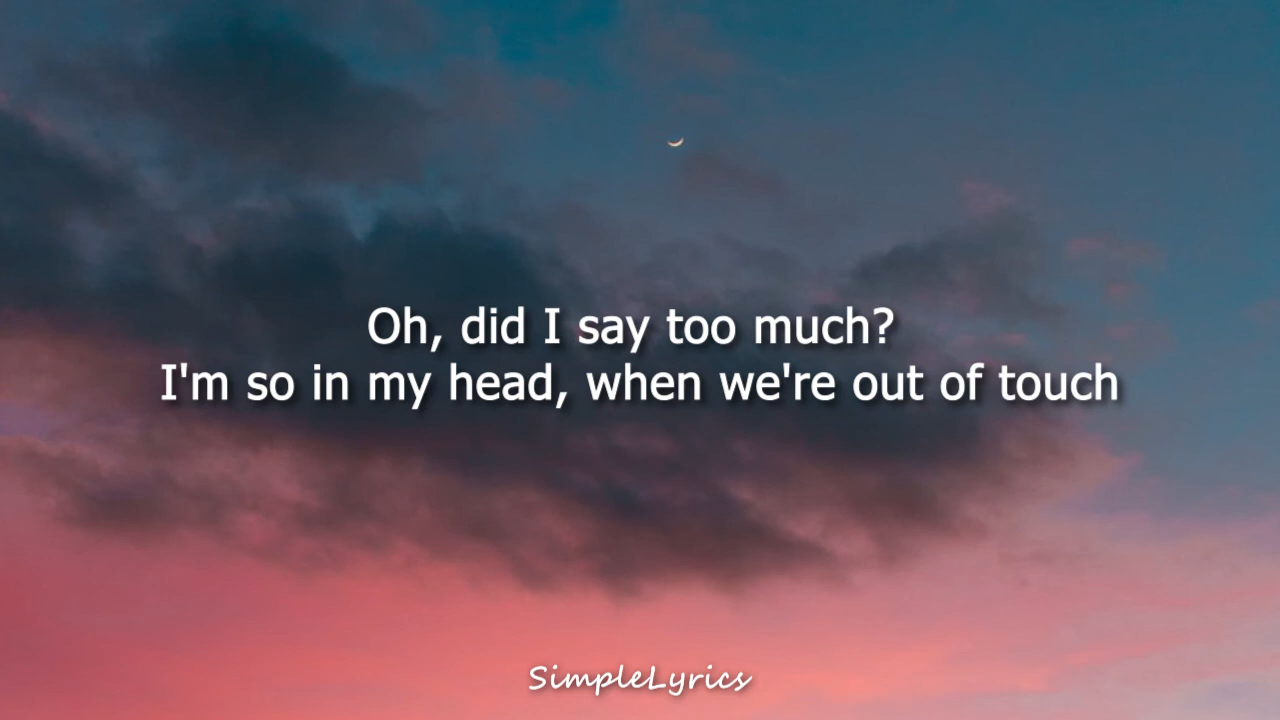 Oh, did I say too much?
I'm so in my head, when we're out of touch
SimpleLyrics